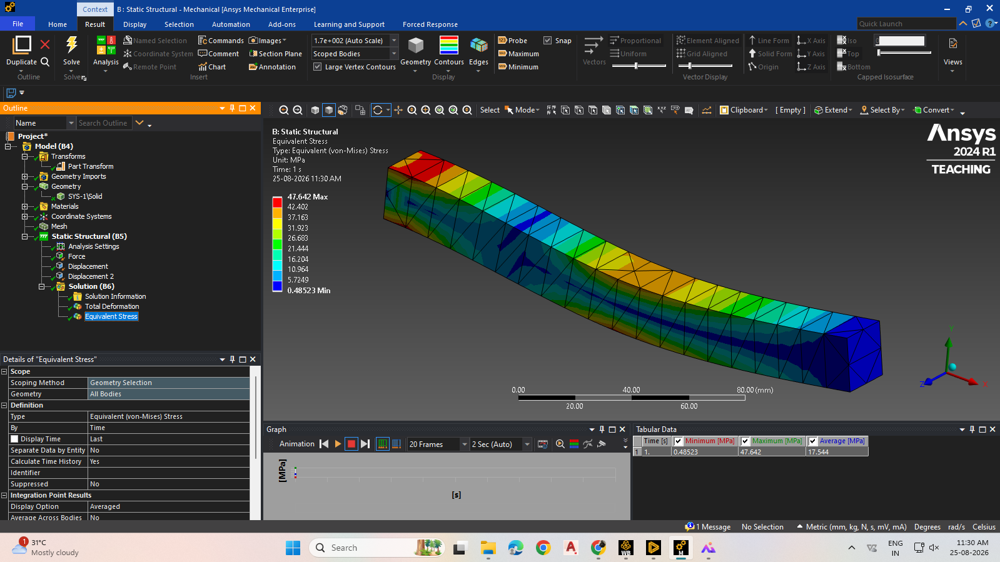 Context B : Static Structural - Mechanical [Ansys Mechanical Enterprise]
File Home Result Display Selection Automation Add-ons Learning and Support Forced Response Quick Launch
Named Selection Commands Images 1.7e+002 (Auto Scale) Probe Snap Proportional Element Aligned Line Form X Axis Iso 0
Coordinate System Comment Section Plane Scoped Bodies Maximum Uniform Grid Aligned Solid Form Y Axis Top
Duplicate Solve Analysis Remote Point Chart Annotation Large Vertex Contours Geometry Contours Edges Minimum Vectors Origin Z Axis Bottom Views
Outline Solver Insert Display Vector Display Capped Isosurface
Outline
Name Search Outline
Select Mode Clipboard [ Empty ] Extend Select By Convert
Project*
Model (B4)
Transforms
Part Transform
Geometry Imports
Geometry
SYS-1\Solid
Materials
Coordinate Systems
Mesh
Static Structural (B5)
Analysis Settings
Force
Displacement
Displacement 2
Solution (B6)
Solution Information
Total Deformation
Equivalent Stress
B: Static Structural
Equivalent Stress
Type: Equivalent (von-Mises) Stress
Unit: MPa
Time: 1 s
25-08-2026 11:30 AM
47.642 Max
42.402
37.163
31.923
26.683
21.444
16.204
10.964
5.7249
0.48523 Min
Ansys
2024 R1
TEACHING
Y
Z X
0.00 40.00 80.00 (mm)
20.00 60.00
Details of "Equivalent Stress"
Scope
Scoping Method Geometry Selection
Geometry All Bodies
Definition
Type Equivalent (von-Mises) Stress
By Time
Display Time Last
Separate Data by Entity No
Calculate Time History Yes
Identifier
Suppressed No
Integration Point Results
Display Option Averaged
Average Across Bodies No
Graph
Animation 20 Frames 2 Sec (Auto)
[MPa]
[s]
Tabular Data
Time [s] Minimum [MPa] Maximum [MPa] Average [MPa]
1 1. 0.48523 47.642 17.544
1 Message No Selection Metric (mm, kg, N, s, mV, mA) Degrees rad/s Celsius
1 31°C
Mostly cloudy
Search
WB
M
ENG
IN
11:30 AM
25-08-2026